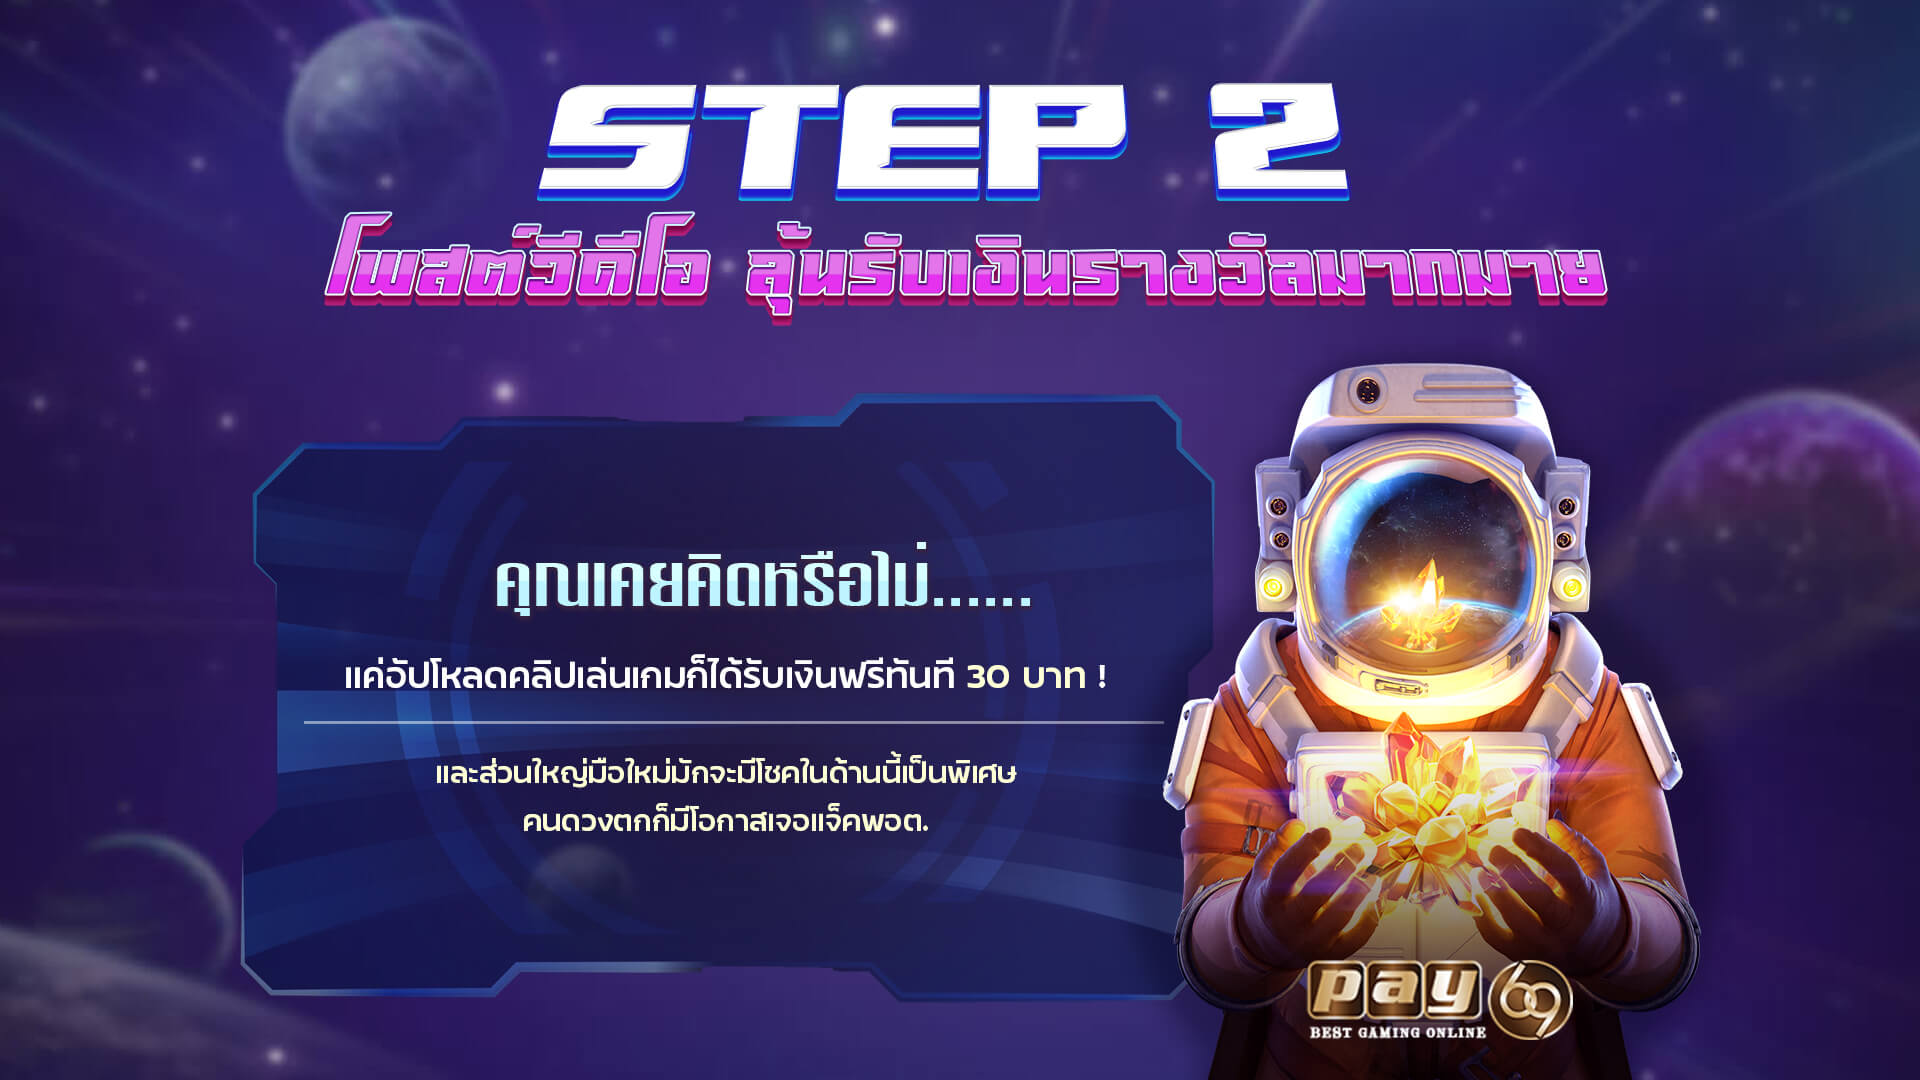 STEP 2
โพสต์วีดีโอ ลุ้นรับเงินรางวัลมากมาย
คุณเคยคิดหรือไม่......
แค่อัปโหลดคลิปเล่นเกมก็ได้รับเงินฟรีทันที 30 บาท !
และส่วนใหญ่มือใหม่มักจะมีโชคในด้านนี้เป็นพิเศษ
คนดวงตกก็มีโอกาสเจอแจ็คพอต.
pay69
BEST GAMING ONLINE